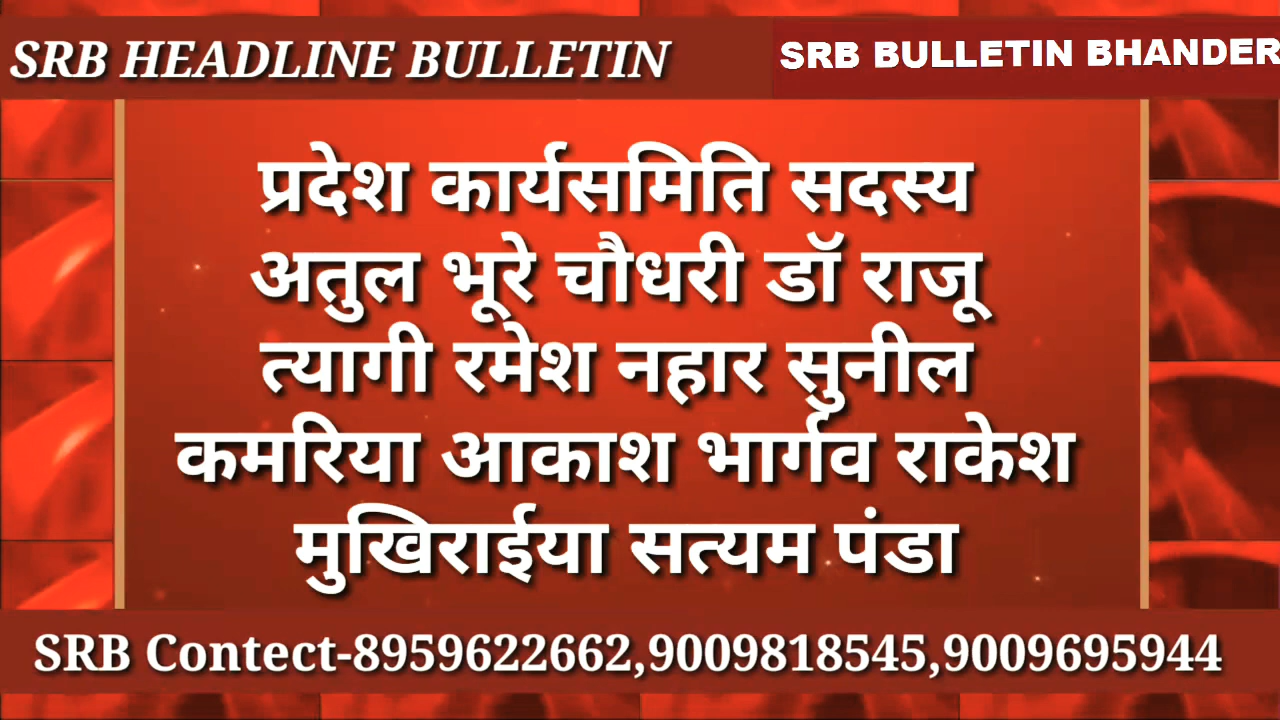 SRB HEADLINE BULLETIN
SRB BULLETIN BHANDER
प्रदेश कार्यसमिति सदस्य
अतुल भूरे चौधरी डॉ राजू
त्यागी रमेश नहार सुनील
कमरिया आकाश भार्गव राकेश
मुखिराईया सत्यम पंडा
SRB Contect-8959622662,9009818545,9009695944